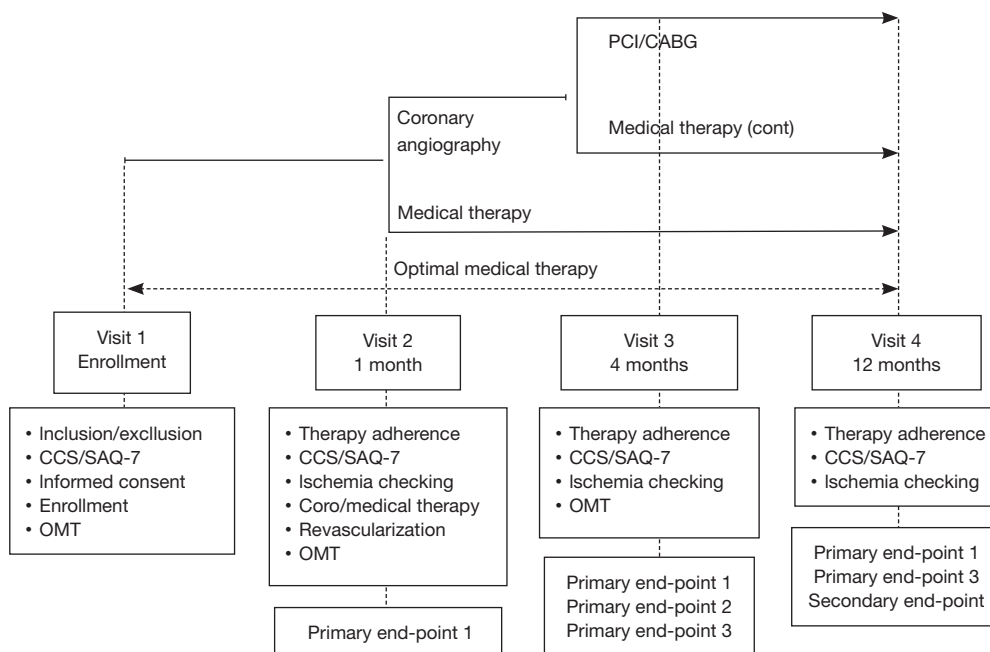 PCI/CABG
Coronary
angiography
Medical therapy (cont)
Medical therapy
Optimal medical therapy
Visit 1
Enrollment
Visit 2
1 month
Visit 3
4 months
Visit 4
12 months
• Inclusion/excllusion
• CCS/SAQ-7
• Informed consent
• Enrollment
• OMT
• Therapy adherence
• CCS/SAQ-7
• Ischemia checking
• Coro/medical therapy
• Revascularization
• OMT
• Therapy adherence
• CCS/SAQ-7
• Ischemia checking
• OMT
• Therapy adherence
• CCS/SAQ-7
• Ischemia checking
Primary end-point 1
Primary end-point 1
Primary end-point 2
Primary end-point 3
Primary end-point 1
Primary end-point 3
Secondary end-point